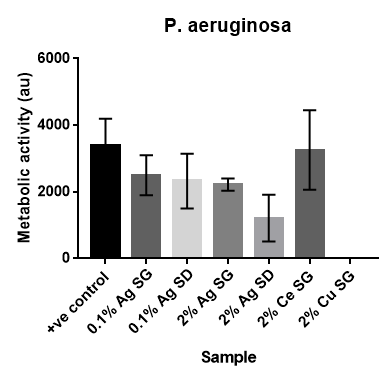 P. aeruginosa
Metabolic activity (au)
6000
4000
2000
0
+ve control
0.1% Ag SG
0.1% Ag SD
2% Ag SG
2% Ag SD
2% Ce SG
2% Cu SG
Sample